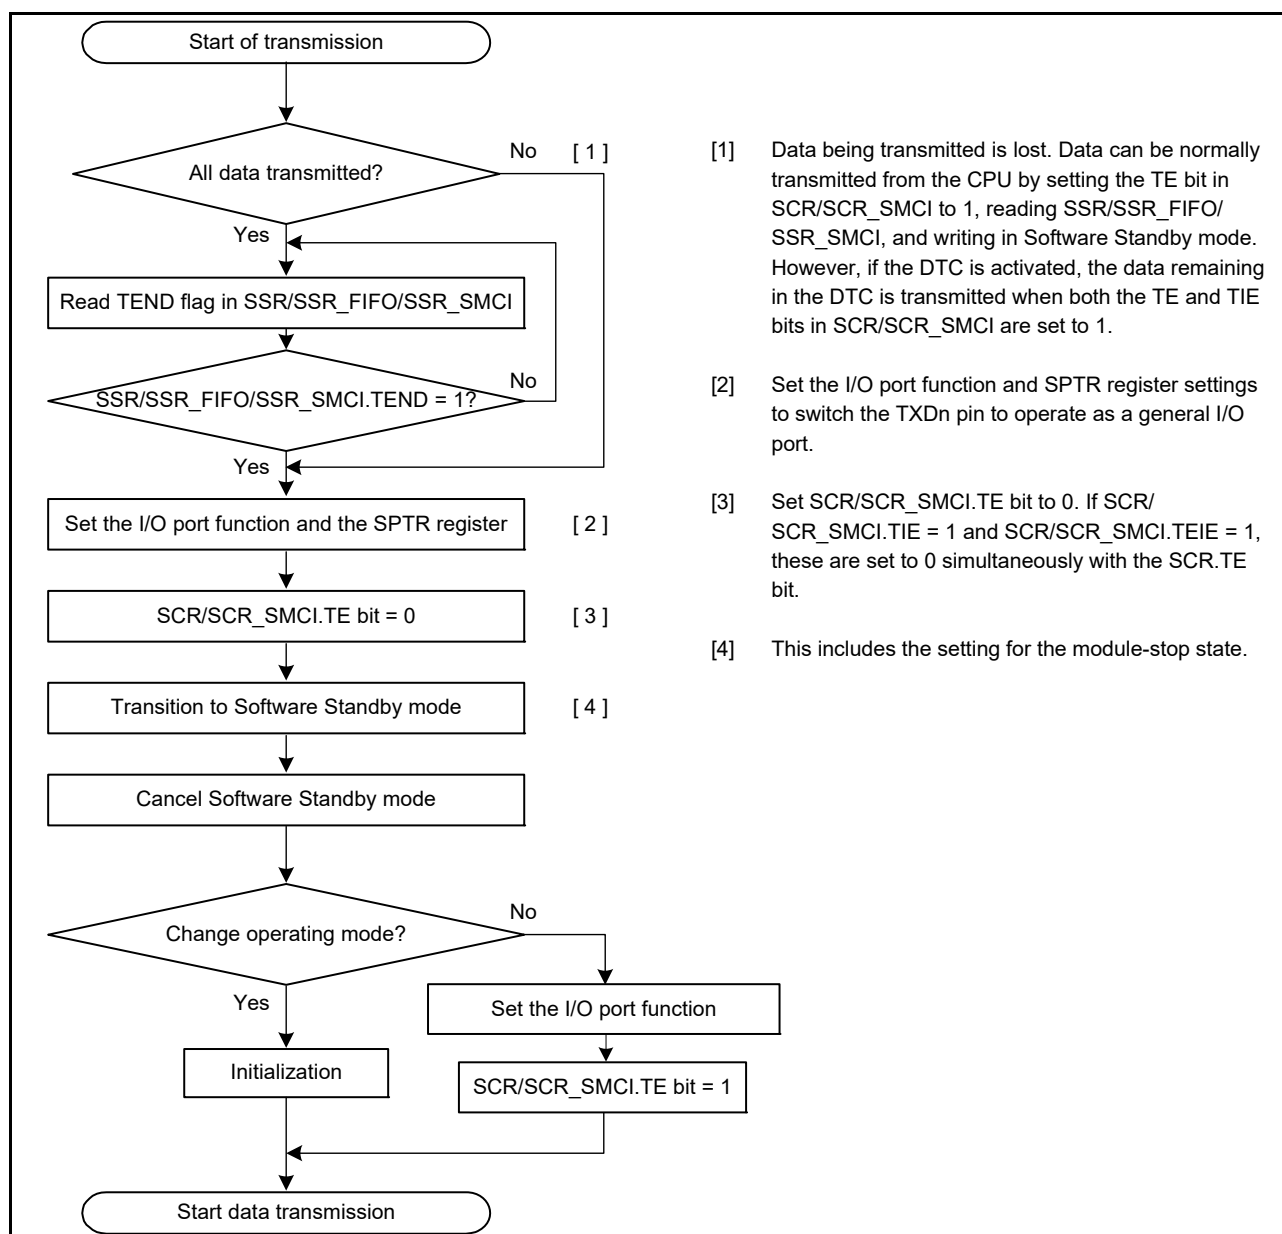 Start of transmission
All data transmitted?
No [ 1 ]
Yes
Read TEND flag in SSR/SSR_FIFO/SSR_SMCI
SSR/SSR_FIFO/SSR_SMCI.TEND = 1?
No
Yes
Set the I/O port function and the SPTR register [ 2 ]
SCR/SCR_SMCI.TE bit = 0 [ 3 ]
Transition to Software Standby mode [ 4 ]
Cancel Software Standby mode
Change operating mode?
No
Yes
Set the I/O port function
Initialization
SCR/SCR_SMCI.TE bit = 1
Start data transmission
[1] Data being transmitted is lost. Data can be normally
transmitted from the CPU by setting the TE bit in
SCR/SCR_SMCI to 1, reading SSR/SSR_FIFO/
SSR_SMCI, and writing in Software Standby mode.
However, if the DTC is activated, the data remaining
in the DTC is transmitted when both the TE and TIE
bits in SCR/SCR_SMCI are set to 1.
[2] Set the I/O port function and SPTR register settings
to switch the TXDn pin to operate as a general I/O
port.
[3] Set SCR/SCR_SMCI.TE bit to 0. If SCR/
SCR_SMCI.TIE = 1 and SCR/SCR_SMCI.TEIE = 1,
these are set to 0 simultaneously with the SCR.TE
bit.
[4] This includes the setting for the module-stop state.